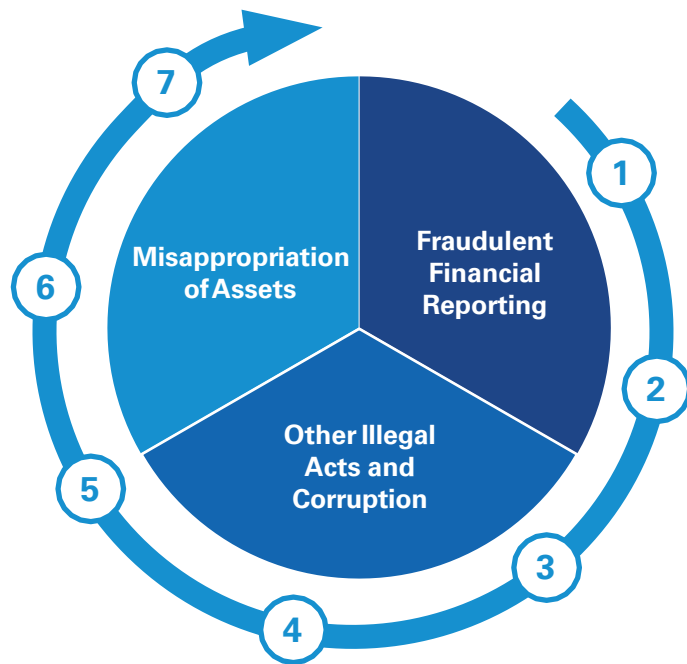 7
1
Fraudulent
Financial
Reporting
Misappropriation
of Assets
6
2
Other Illegal
Acts and
Corruption
5
3
4